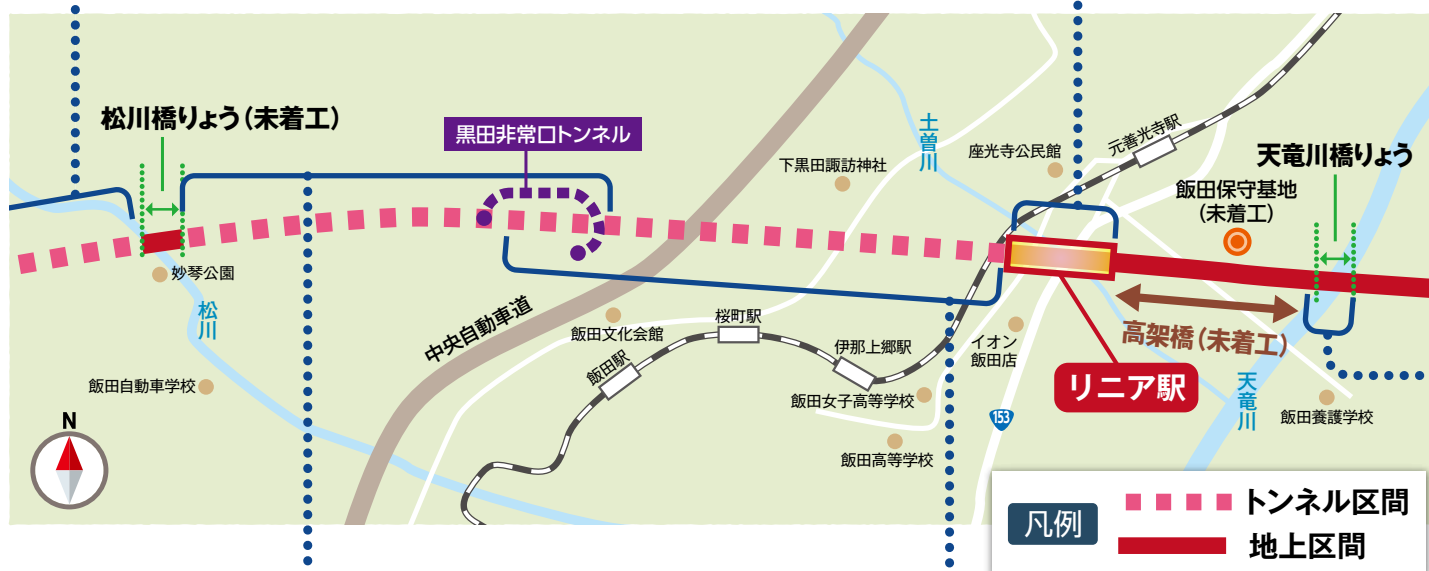 松川橋りょう(未着工)
黒田非常口トンネル
下黒田諏訪神社
土曽川
座光寺公民館
元善光寺駅
天竜川橋りょう
飯田保守基地
(未着工)
妙琴公園
松川
中央自動車道
飯田文化会館
桜町駅
飯田駅
伊那上郷駅
イオン
飯田店
高架橋(未着工)
リニア駅
飯田自動車学校
飯田女子高等学校
飯田高等学校
153
天竜川
飯田養護学校
N
凡例
トンネル区間
地上区間